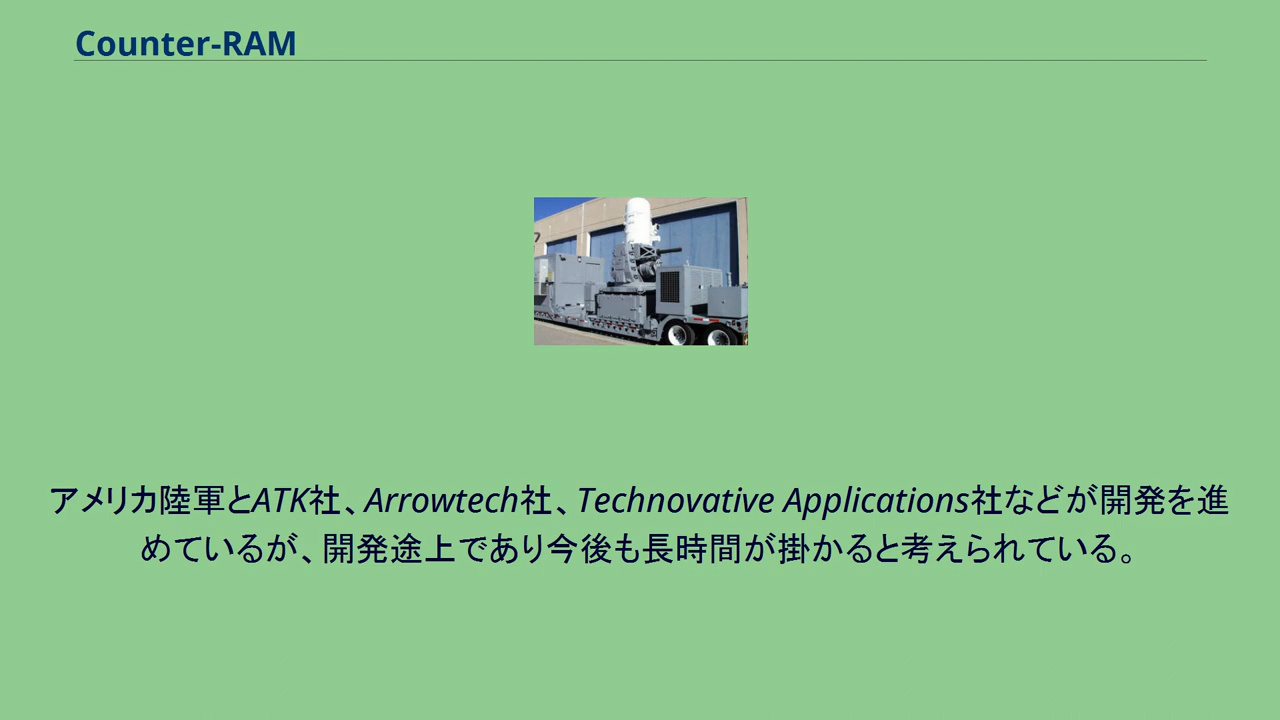 Counter-RAM
アメリカ陸軍とATK社、Arrowtech社、Technovative Applications社などが開発を進
めているが、開発途上であり今後も長時間が掛かると考えられている。